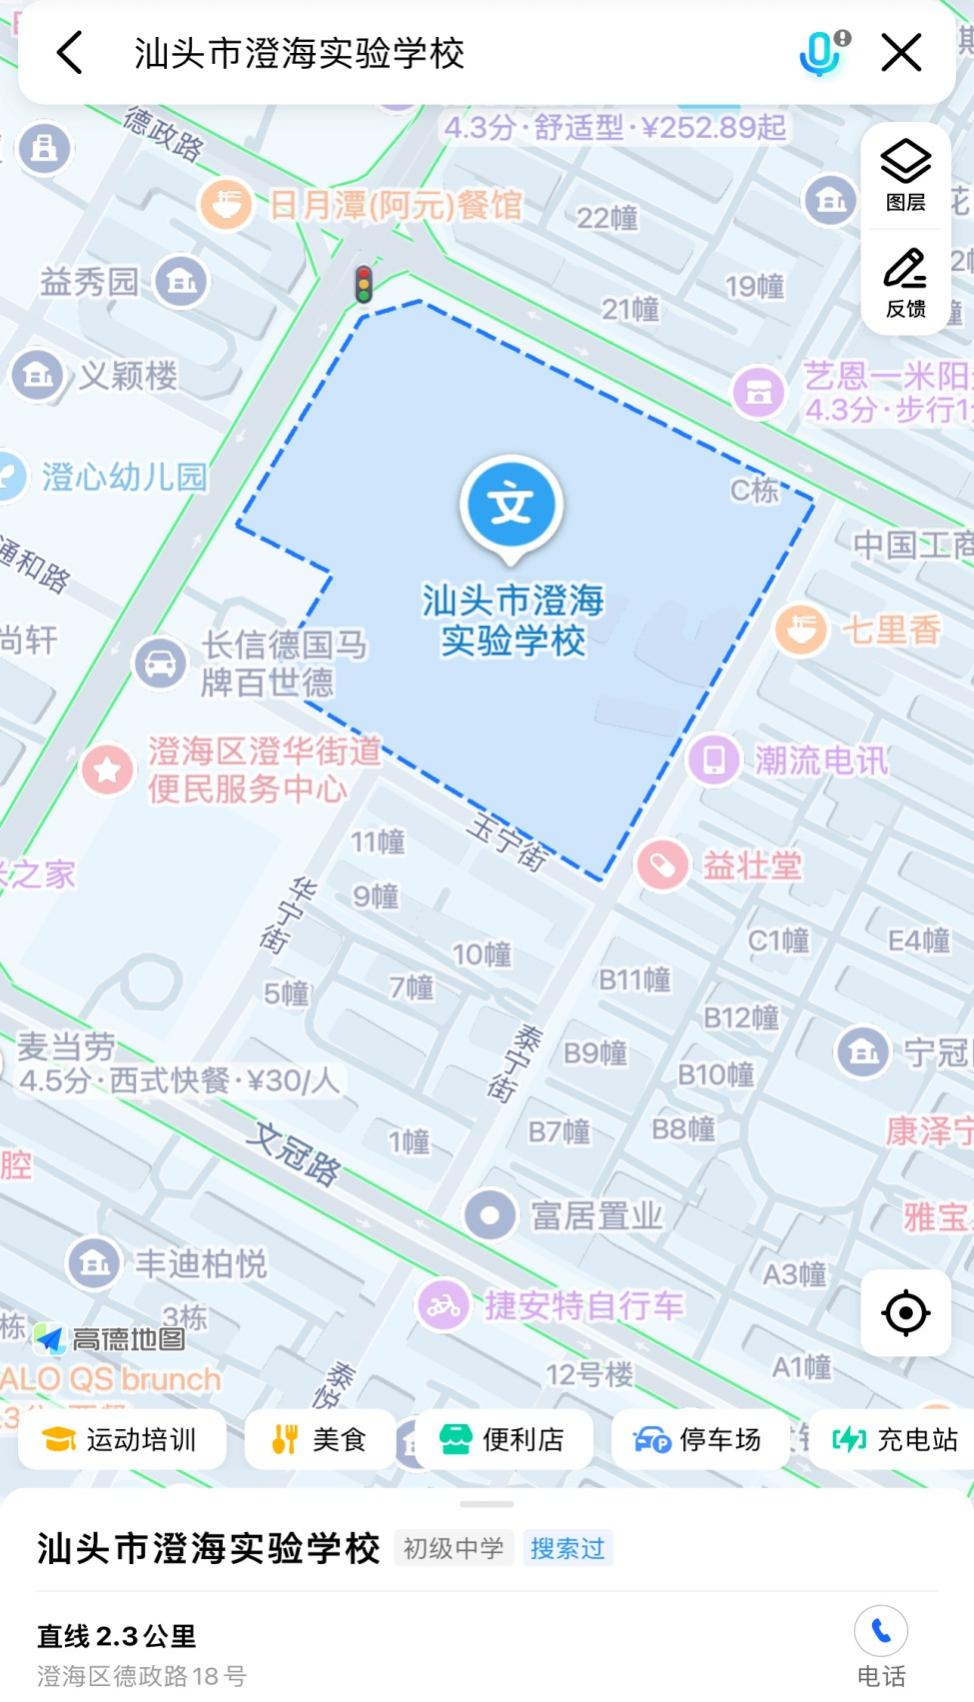 汕头市澄海实验学校
德政路
4.3分·舒适型·¥252.89起
图层
日月潭(阿元)餐馆
22幢
益秀园
19幢
21幢
反馈
义颖楼
艺恩一米阳
4.3分·步行1
澄心幼儿园
C栋
通和路
中国工商
汕头市澄海
实验学校
尚轩
七里香
长信德国马
牌百世德
澄海区澄华街道
便民服务中心
潮流电讯
11幢
玉宁街
之家
益壮堂
9幢
华宁街
C1幢
E4幢
10幢
B11幢
5幢
7幢
B12幢
麦当劳
4.5分·西式快餐·¥30/人
泰宁街
B9幢
宁冠
B10幢
文冠路
1幢
B7幢
B8幢
康泽宁
腔
富居置业
雅宝
丰迪柏悦
A3幢
捷安特自行车
3栋
栋
高德地图
ALO QS brunch
泰悦
12号楼
A1幢
运动培训
美食
便利店
停车场
充电站
汕头市澄海实验学校 初级中学 搜索过
直线2.3公里
澄海区德政路18号
电话